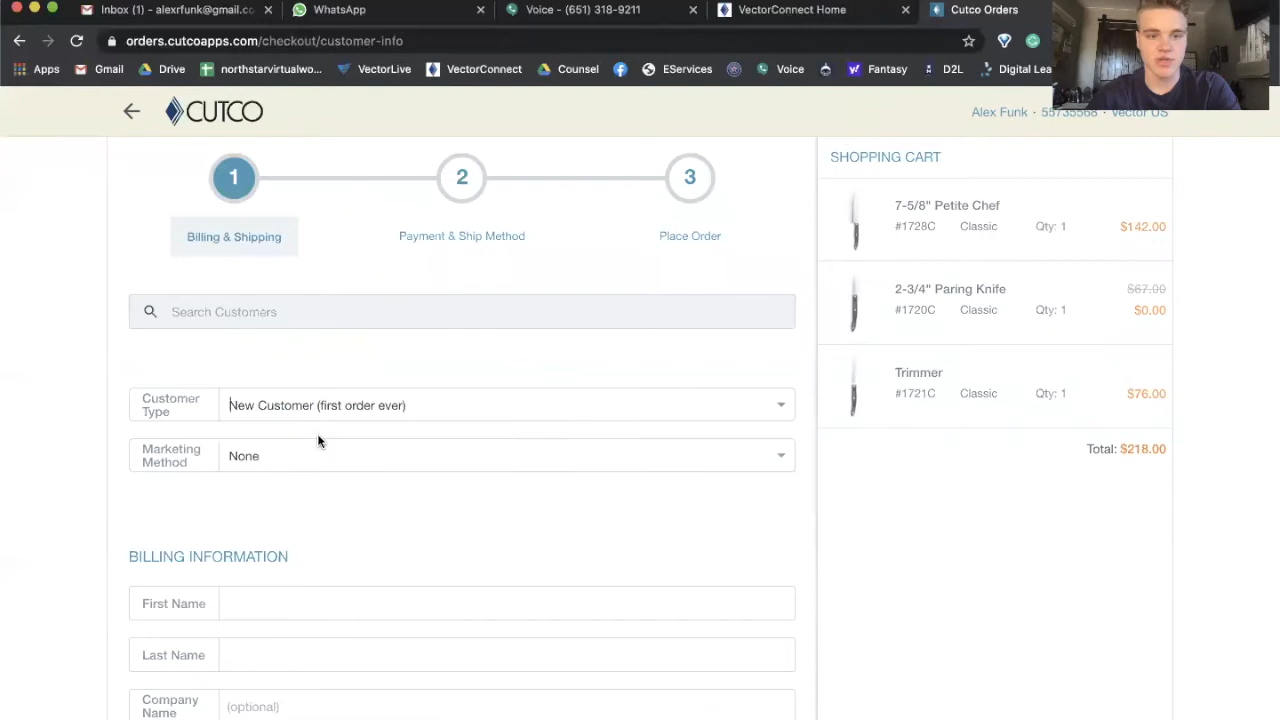 Inbox (31) - alexrfunk@gmail.co
WhatsApp
Voice - (651) 318-9211
VectorConnect Home
Cutco Orders
orders.cutcoapps.com/checkout/customer-info
Apps Gmail Drive northstarvirtualwo... VectorLive VectorConnect Counsel EServices Voice Fantasy D2L Digital Lea
CUTCO
Alex Funk · 55735568 · Vector US
1 2 3
Billing & Shipping Payment & Ship Method Place Order
Search Customers
Customer Type New Customer (first order ever)
Marketing Method None
BILLING INFORMATION
First Name
Last Name
Company Name (optional)
SHOPPING CART
7-5/8" Petite Chef
#1728C Classic Qty: 1 $142.00
2-3/4" Paring Knife $67.00
#1720C Classic Qty: 1 $0.00
Trimmer
#1721C Classic Qty: 1 $76.00
Total: $218.00